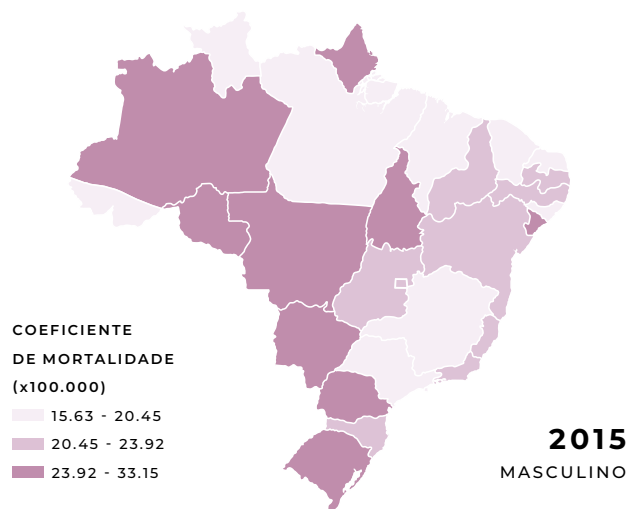 COEFICIENTE
DE MORTALIDADE
(x100.000)
15.63 - 20.45
20.45 - 23.92
23.92 - 33.15
2015
MASCULINO